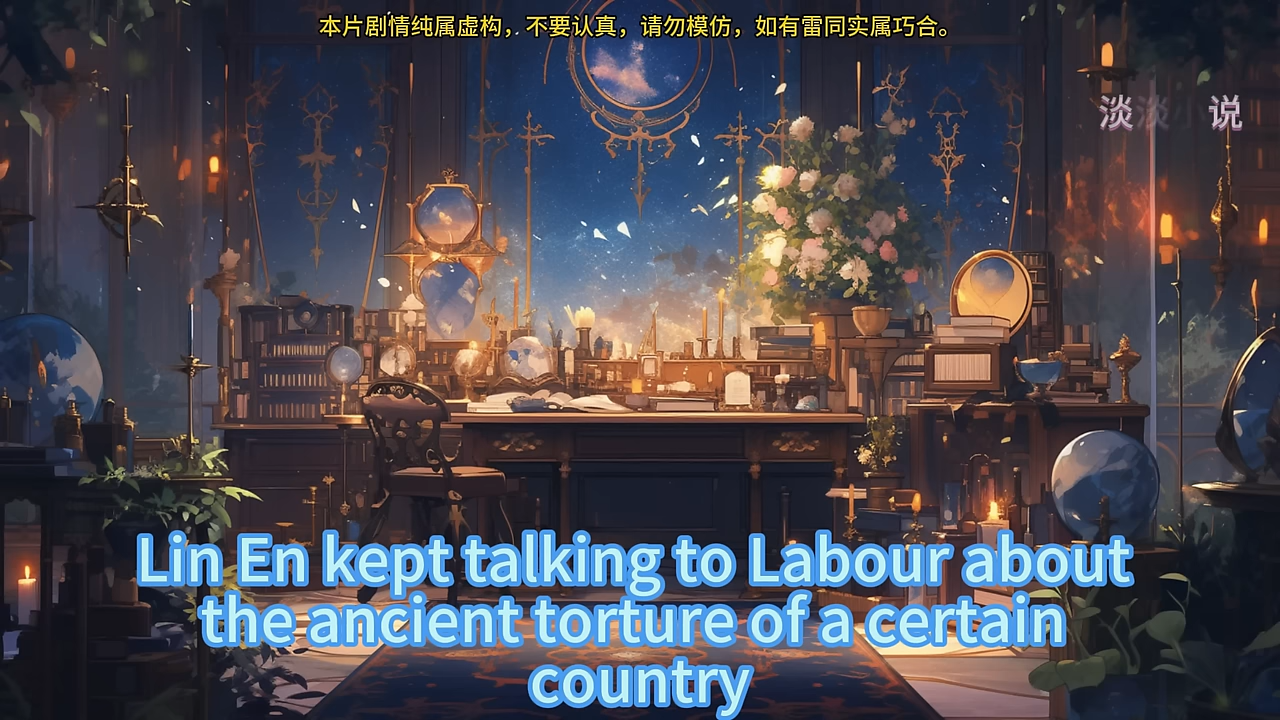 本片剧情纯属虚构，不要认真，请勿模仿，如有雷同实属巧合。
淡淡小说
Lin En kept talking to Labour about
the ancient torture of a certain
country